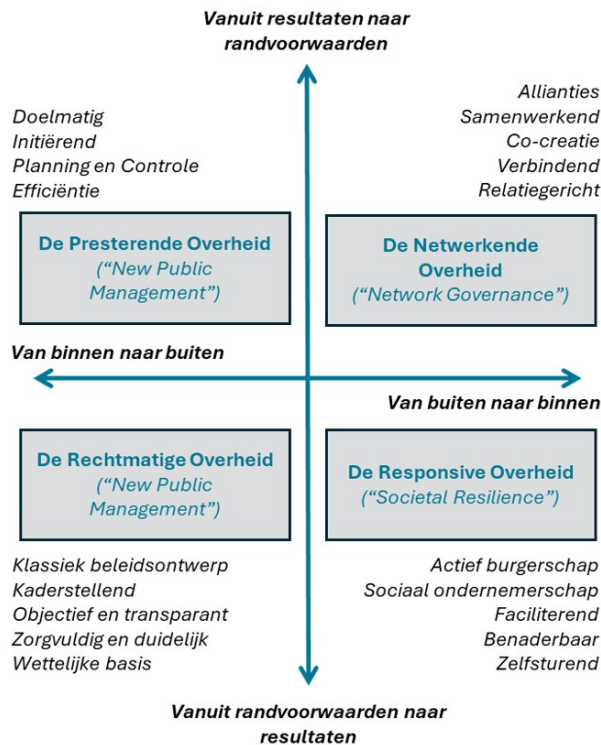 Vanuit resultaten naar
randvoorwaarden
Doelmatig
Initiërend
Planning en Controle
Efficiëntie
Allianties
Samenwerkend
Co-creatie
Verbindend
Relatiegericht
De Presterende Overheid
(“New Public
Management”)
De Netwerkende
Overheid
(“Network Governance”)
Van binnen naar buiten
Van buiten naar binnen
De Rechtmatige Overheid
(“New Public
Management”)
De Responsive Overheid
(“Societal Resilience”)
Klassiek beleidsontwerp
Kaderstellend
Objectief en transparant
Zorgvuldig en duidelijk
Wettelijke basis
Actief burgerschap
Sociaal ondernemerschap
Faciliterend
Benaderbaar
Zelfsturend
Vanuit randvoorwaarden naar
resultaten